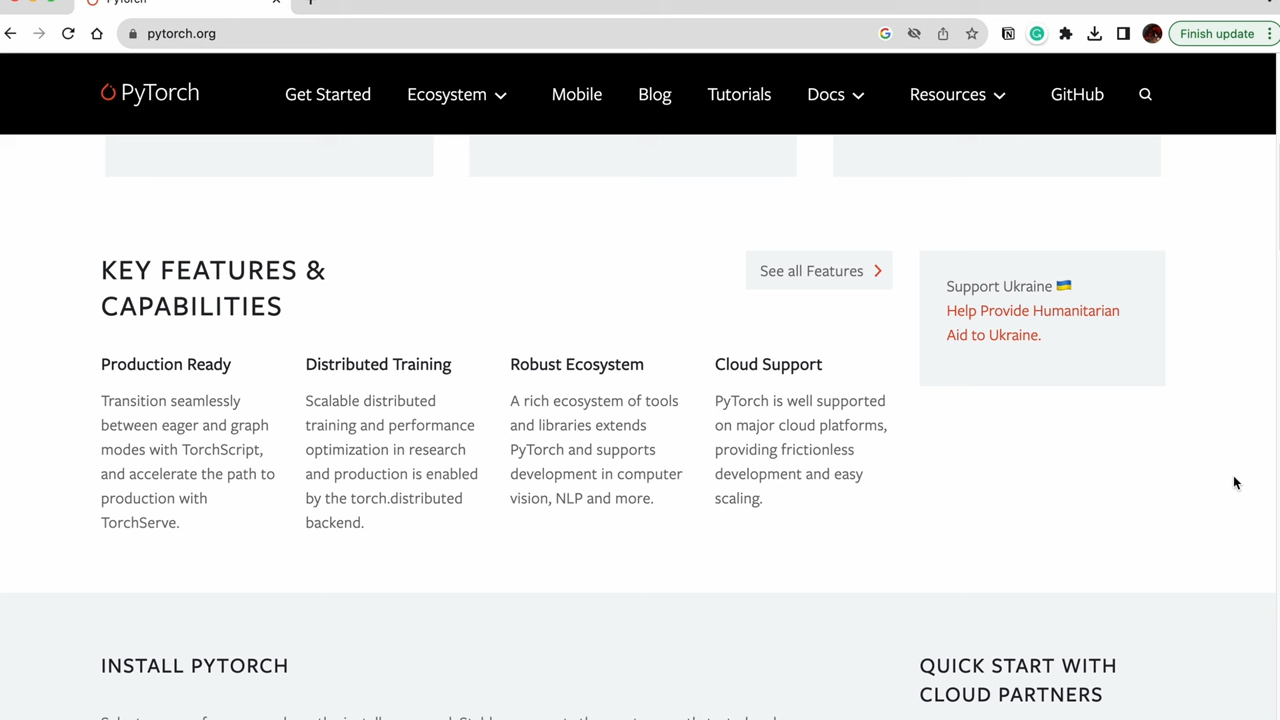 PyTorch
pytorch.org
Finish update
PyTorch
Get Started
Ecosystem
Mobile
Blog
Tutorials
Docs
Resources
GitHub
KEY FEATURES &
CAPABILITIES
See all Features
Support Ukraine 🇺🇦
Help Provide Humanitarian
Aid to Ukraine.
Production Ready
Transition seamlessly
between eager and graph
modes with TorchScript,
and accelerate the path to
production with
TorchServe.
Distributed Training
Scalable distributed
training and performance
optimization in research
and production is enabled
by the torch.distributed
backend.
Robust Ecosystem
A rich ecosystem of tools
and libraries extends
PyTorch and supports
development in computer
vision, NLP and more.
Cloud Support
PyTorch is well supported
on major cloud platforms,
providing frictionless
development and easy
scaling.
INSTALL PYTORCH
QUICK START WITH
CLOUD PARTNERS